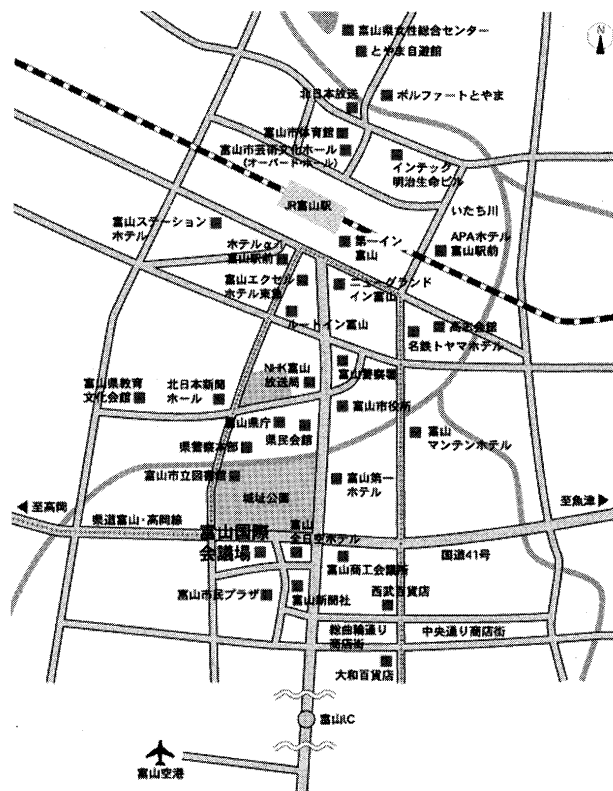 富山県女性総合センター
N
とやま自遊館
北日本放送
ボルファートとやま
富山市体育館
富山市芸術文化ホール
(オーバード・ホール)
インテック
明治生命ビル
JR富山駅
いたち川
富山ステーション
ホテル
第一イン
富山
APAホテル
富山駅前
ホテルα-1
富山駅前
富山エクセル
ホテル東急
ニューグランド
イン富山
ルートイン富山
高志会館
名鉄トヤマホテル
NHK富山
放送局
富山警察署
富山県教育
文化会館
北日本新聞
ホール
富山市役所
富山県庁
県民会館
富山
マンテンホテル
県警察本部
富山市立図書館
富山第一
ホテル
城址公園
至高岡
至魚津
県道富山・高岡線
富山国際
会議場
富山
全日空ホテル
国道41号
富山商工会議所
富山市民プラザ
富山新聞社
西武百貨店
総曲輪通り
商店街
中央通り商店街
大和百貨店
富山I.C
富山空港